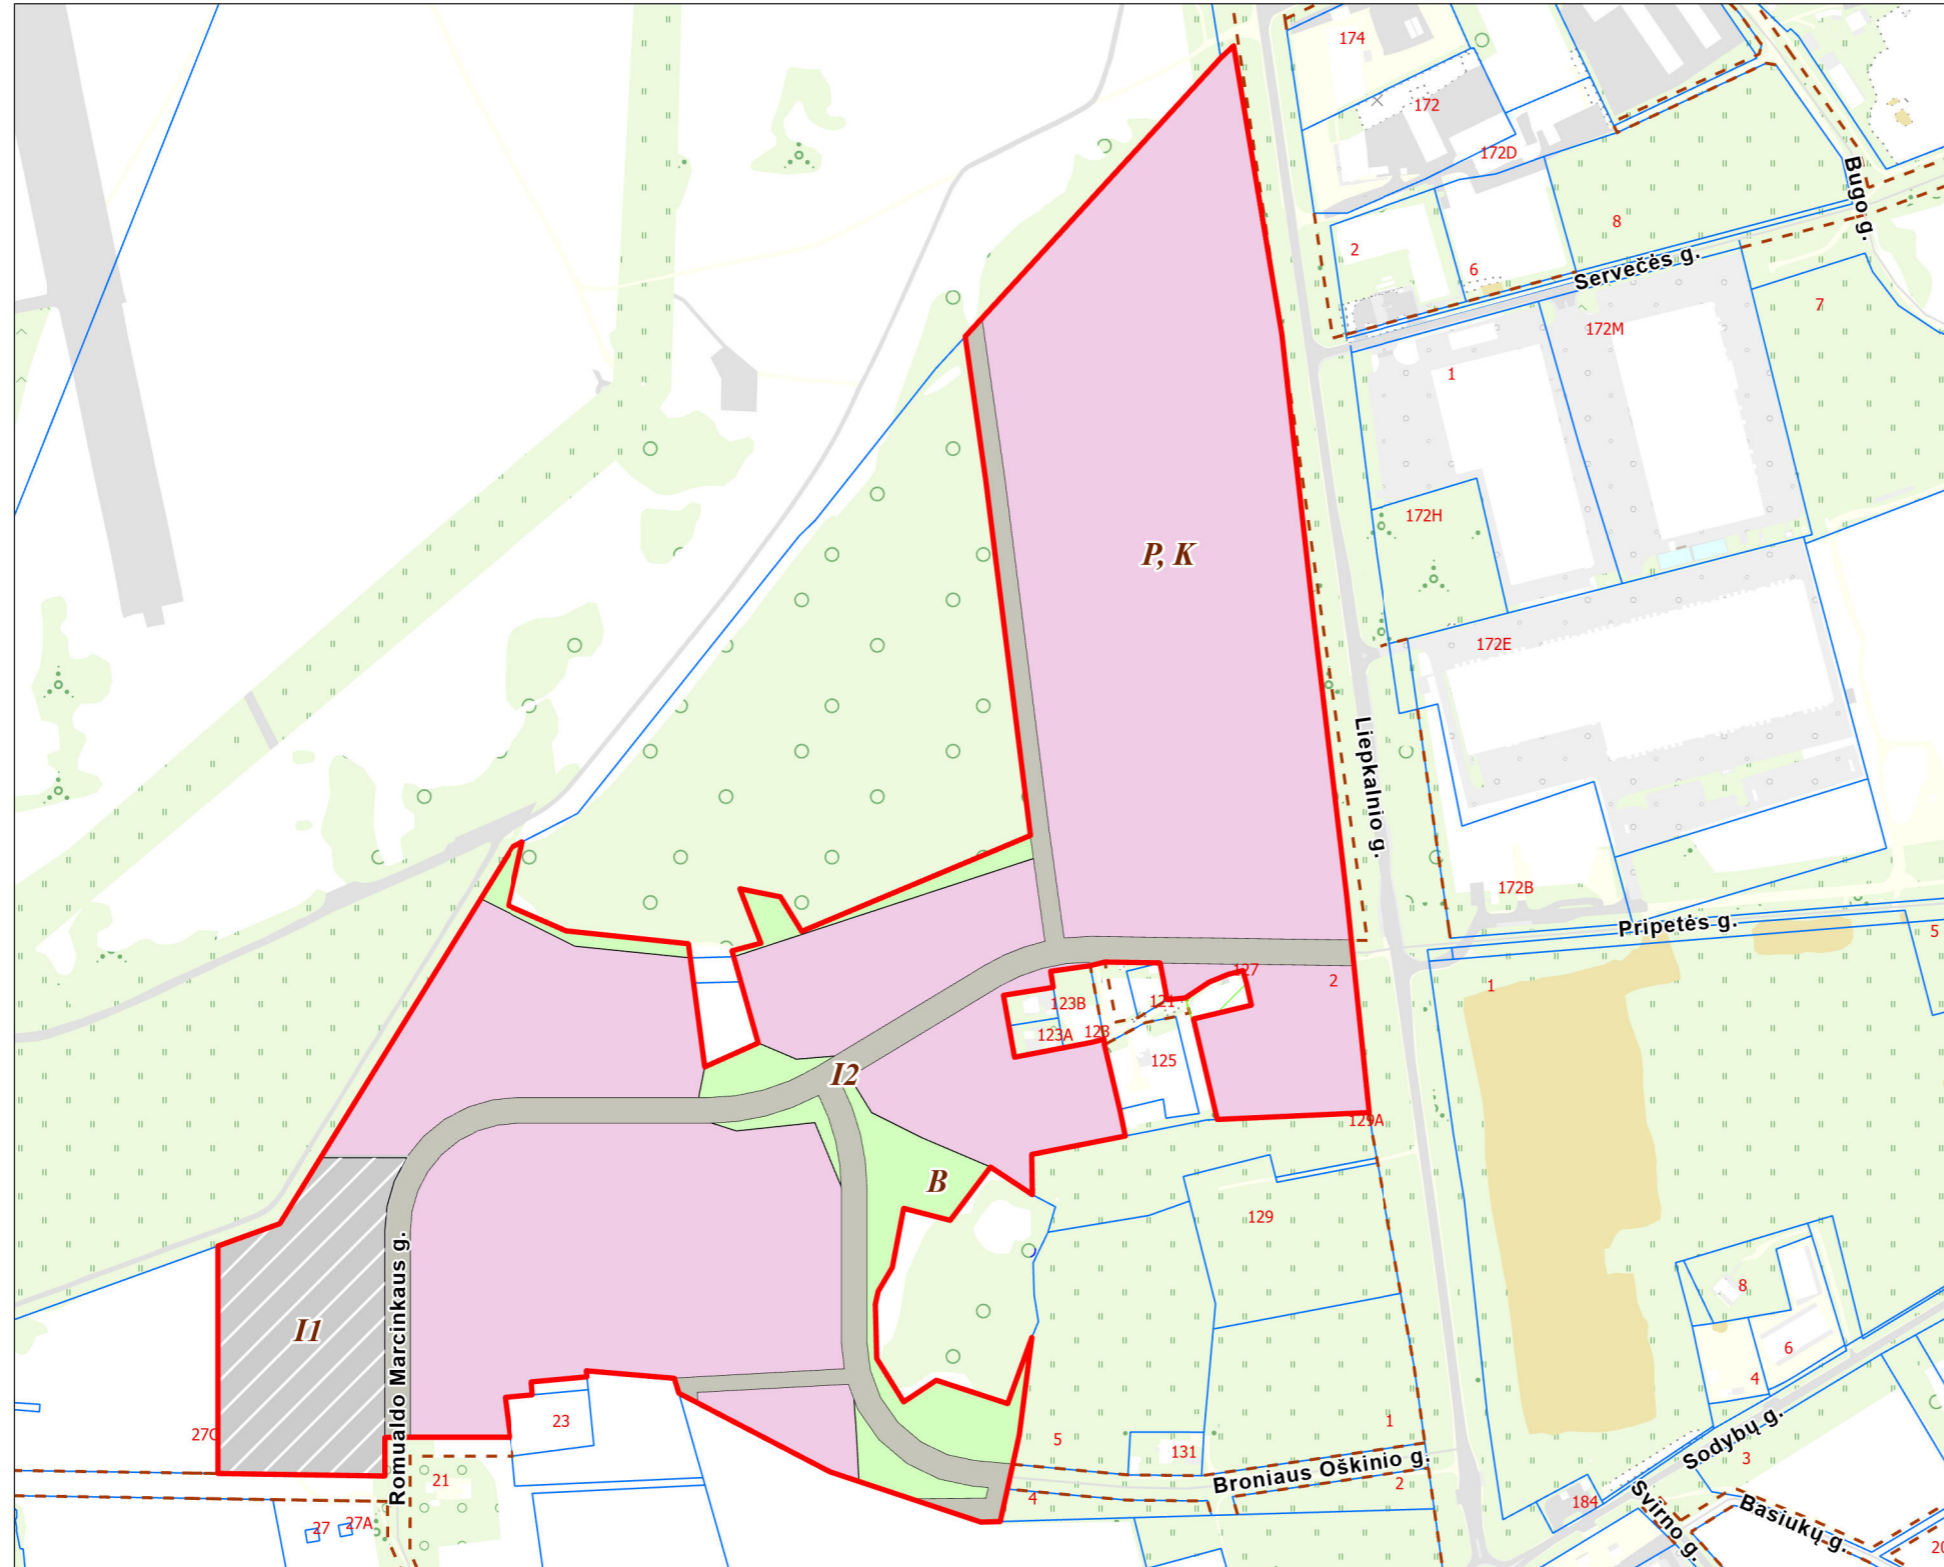 174
172
172D
8
Bugo g.
2
6
Servečės g.
7
172M
1
172H
P, K
172E
Liepkalnio g.
172B
Pripetės g.
5
127
2
1
123B
121
123A
123
125
I2
129A
B
129
8
I1
Romualdo Marcinkaus g.
6
4
23
27C
1
5
131
Broniaus Oškinio g.
Sodybų g.
3
21
2
4
184
Svirno g.
Basiukų g.
27
27A
20